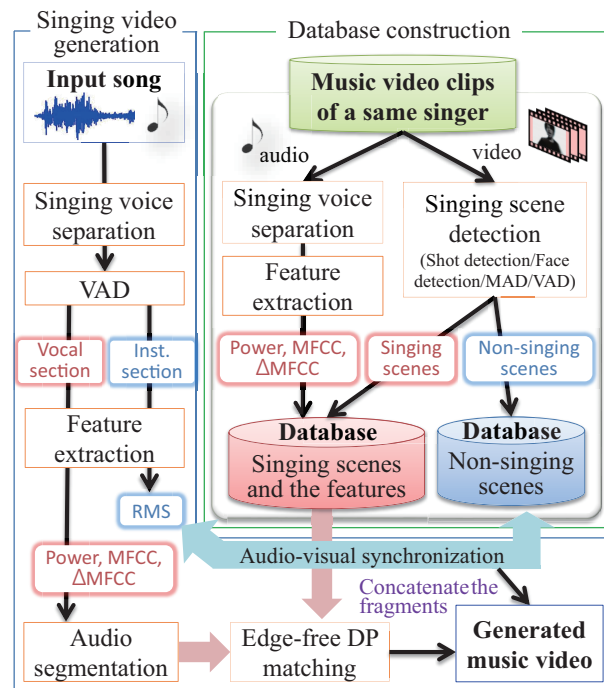 Singing video
generation
Input song
Singing voice
separation
VAD
Vocal
section
Inst.
section
Feature
extraction
RMS
Power, MFCC,
ΔMFCC
Audio
segmentation
Database construction
Music video clips
of a same singer
audio
video
Singing voice
separation
Feature
extraction
Singing scene
detection
(Shot detection/Face
detection/MAD/VAD)
Power, MFCC,
ΔMFCC
Singing
scenes
Non-singing
scenes
Database
Singing scenes
and the features
Database
Non-singing
scenes
Audio-visual synchronization
Concatenate the
fragments
Edge-free DP
matching
Generated
music video